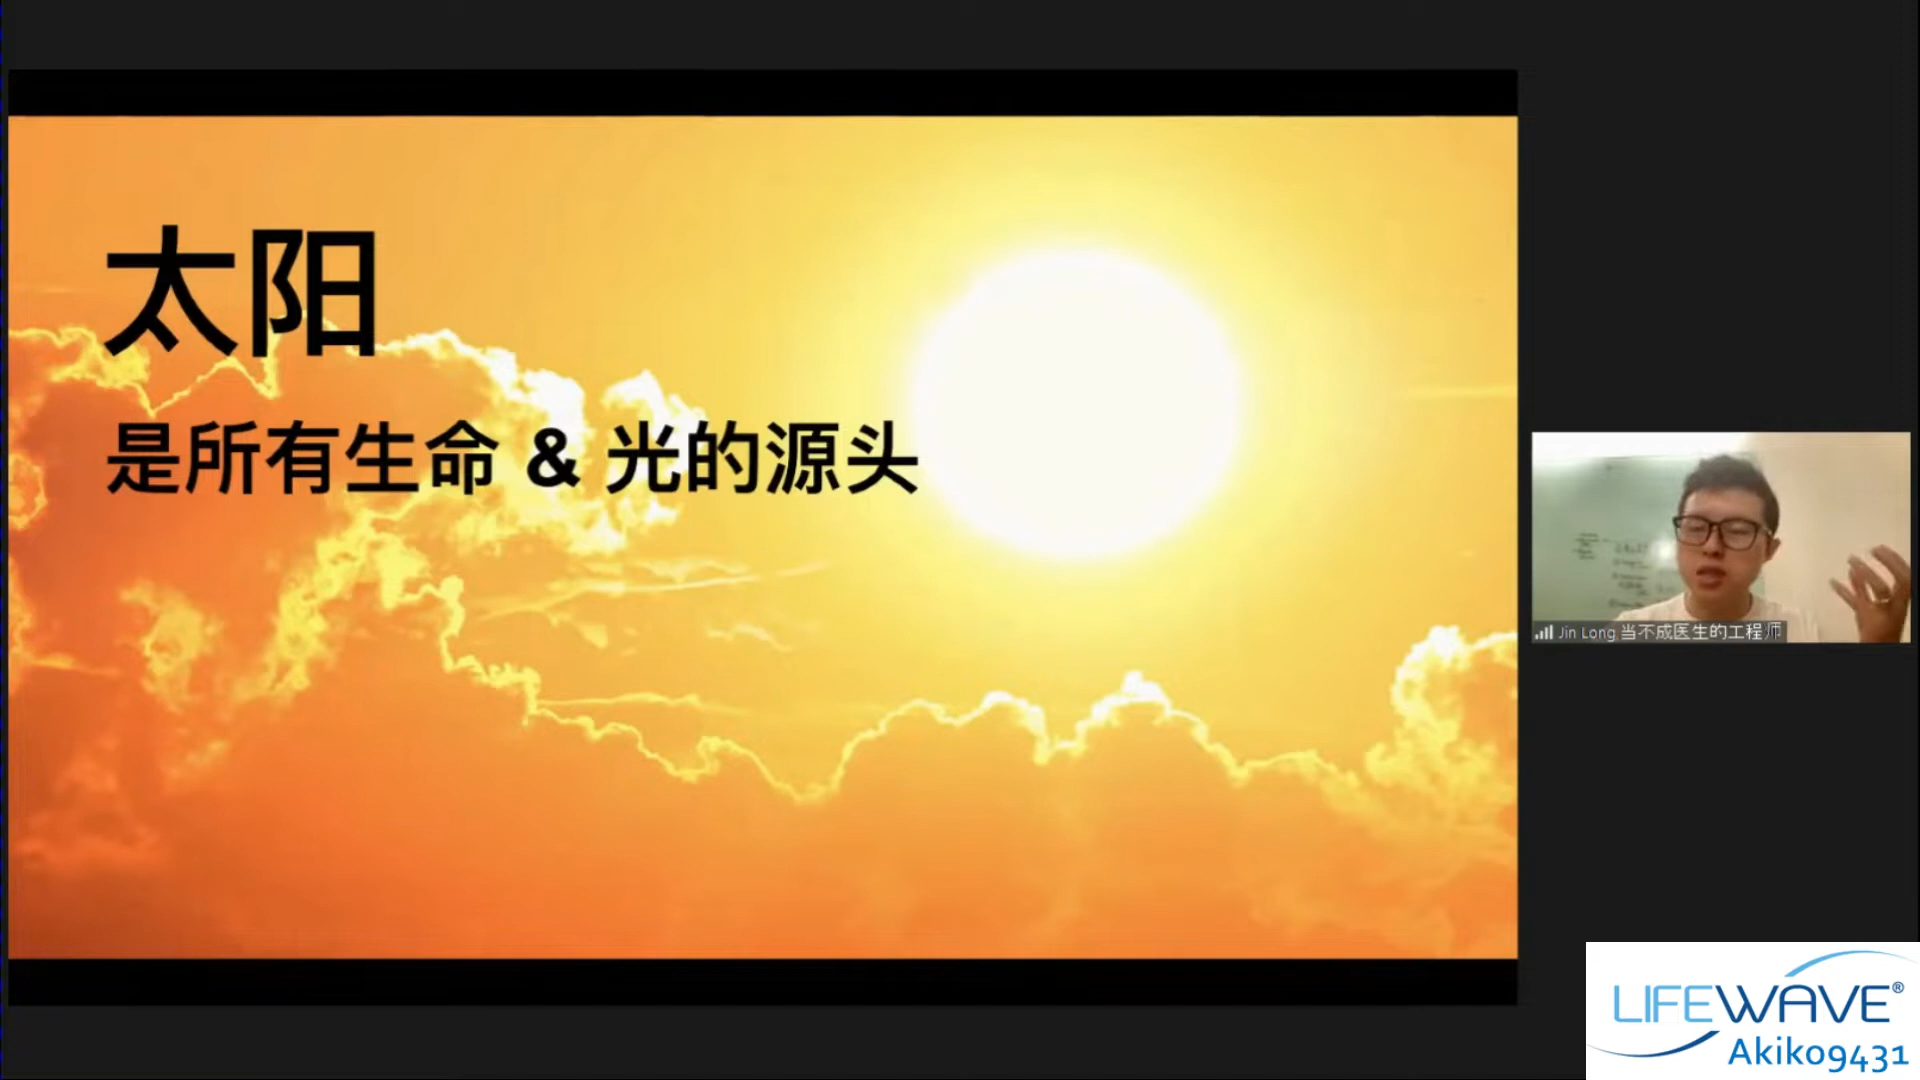 太阳
是所有生命 & 光的源头
Jin Long 当不成医生的工程师
LIFEWAVE®
Akiko9431